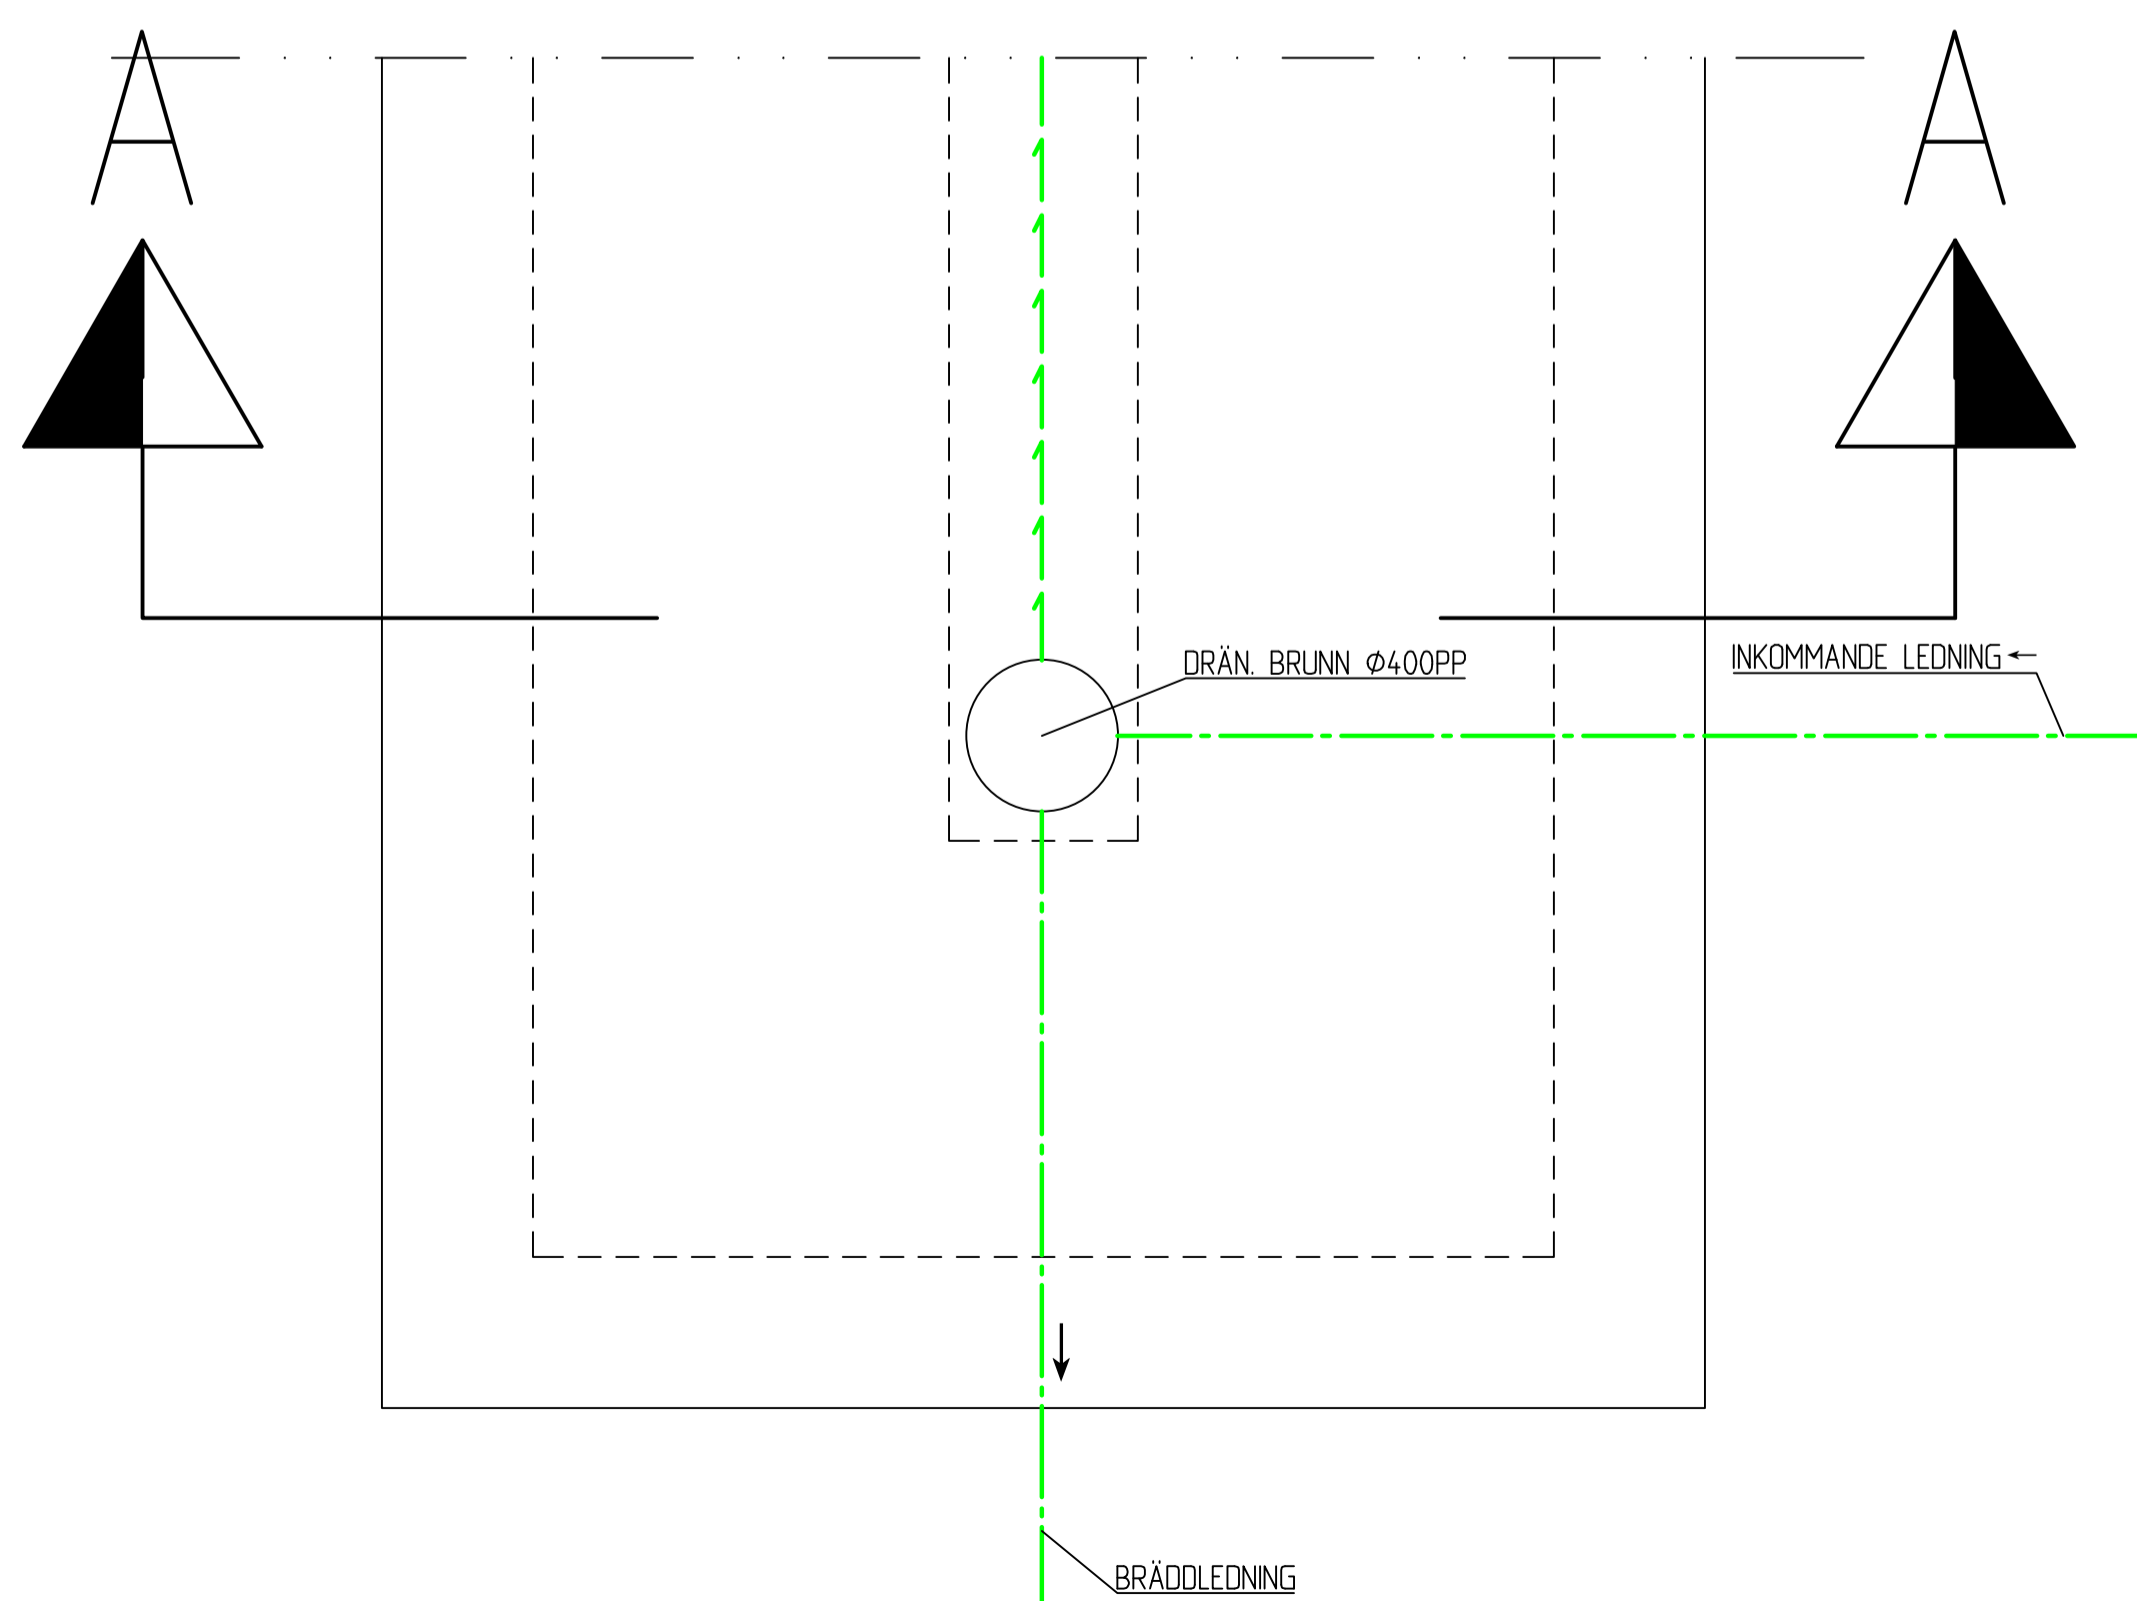 A
A
DRÄN. BRUNN Ø400PP
INKOMMANDE LEDNING
BRÄDDLEDNING